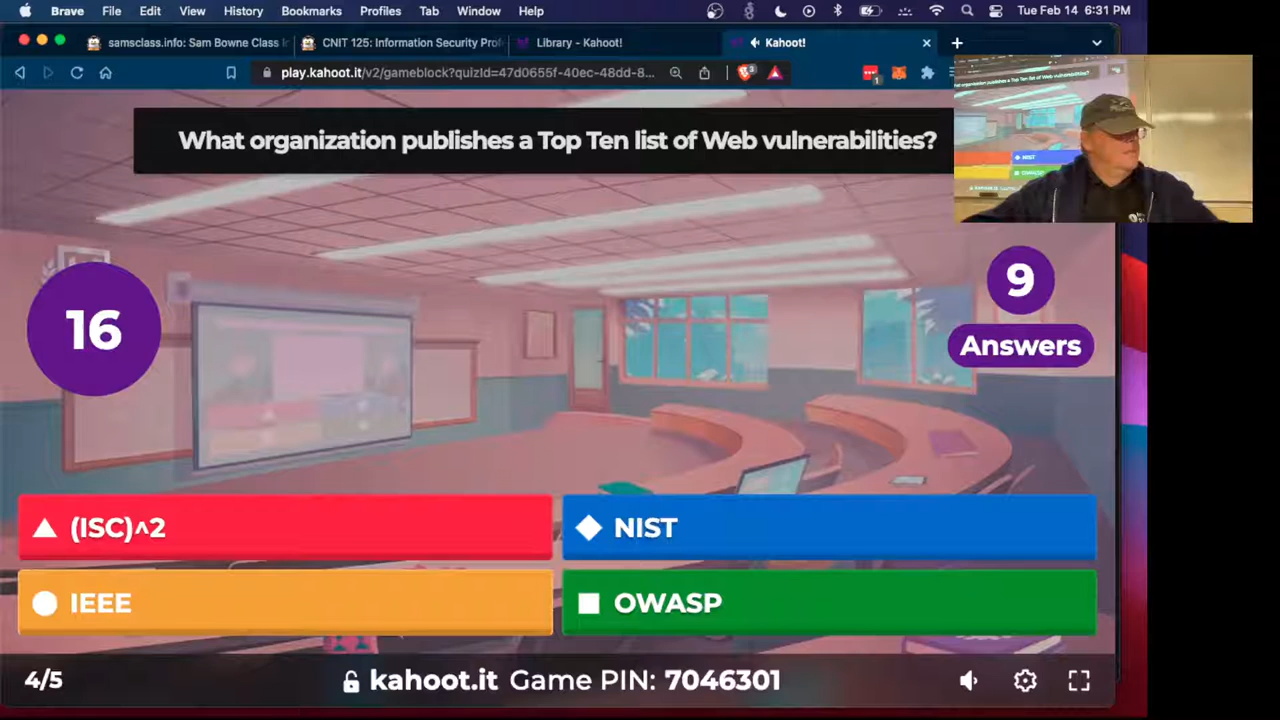 Brave File Edit View History Bookmarks Profiles Tab Window Help Tue Feb 14 6:31 PM
samsclass.info: Sam Bowne Class I CNIT 125: Information Security Prof Library - Kahoot! Kahoot!
play.kahoot.it/v2/gameblock?quizId=47d0655f-40ec-48dd-8...
What organization publishes a Top Ten list of Web vulnerabilities?
16
9
Answers
(ISC)^2
NIST
IEEE
OWASP
4/5
kahoot.it Game PIN: 7046301